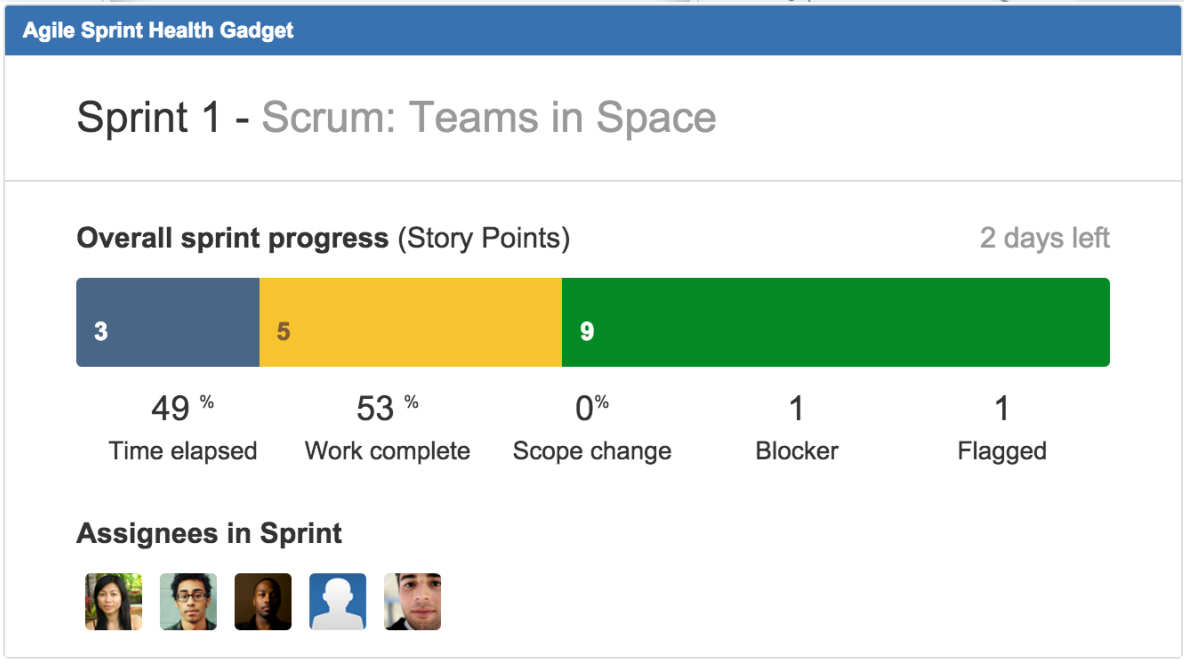 Agile Sprint Health Gadget
Sprint 1 - Scrum: Teams in Space
Overall sprint progress (Story Points) 2 days left
3 5 9
49 % 53 % 0% 1 1
Time elapsed Work complete Scope change Blocker Flagged
Assignees in Sprint